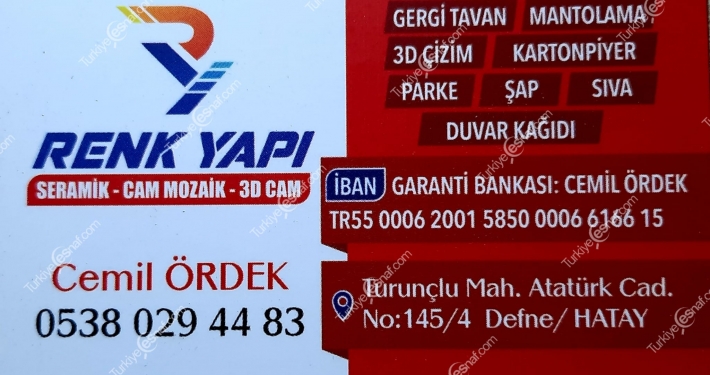 RENK YAPI
SERAMİK - CAM MOZAİK - 3D CAM
Cemil ÖRDEK
0538 029 44 83
GERGİ TAVAN MANTOLAMA
3D ÇİZİM KARTONPİYER
PARKE ŞAP SIVA
DUVAR KAĞIDI
İBAN GARANTİ BANKASI: CEMİL ÖRDEK
TR55 0006 2001 5850 0006 6166 15
Turunçlu Mah. Atatürk Cad.
No:145/4 Defne/ HATAY
Turkiyeesnaf.com